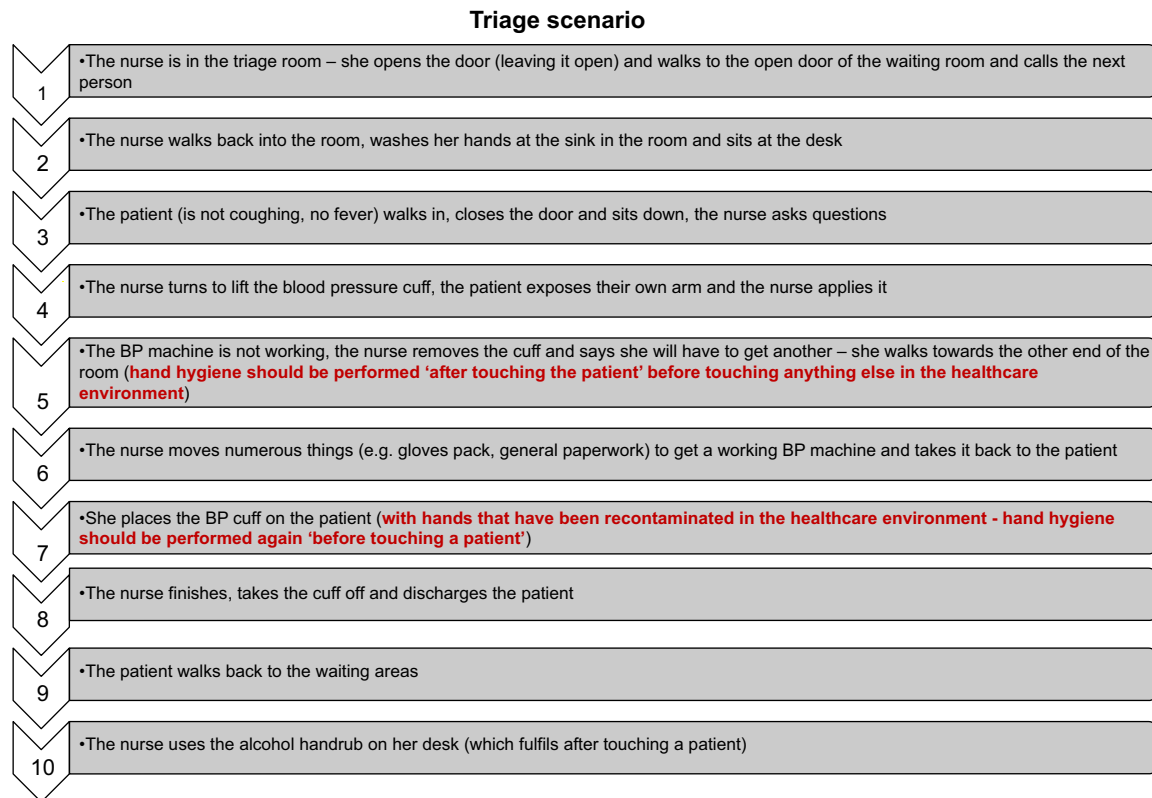 Triage scenario
•The nurse is in the triage room – she opens the door (leaving it open) and walks to the open door of the waiting room and calls the next
person
1
•The nurse walks back into the room, washes her hands at the sink in the room and sits at the desk
2
•The patient (is not coughing, no fever) walks in, closes the door and sits down, the nurse asks questions
3
•The nurse turns to lift the blood pressure cuff, the patient exposes their own arm and the nurse applies it
4
•The BP machine is not working, the nurse removes the cuff and says she will have to get another – she walks towards the other end of the
room (hand hygiene should be performed ‘after touching the patient’ before touching anything else in the healthcare
environment)
5
•The nurse moves numerous things (e.g. gloves pack, general paperwork) to get a working BP machine and takes it back to the patient
6
•She places the BP cuff on the patient (with hands that have been recontaminated in the healthcare environment - hand hygiene
should be performed again ‘before touching a patient’)
7
•The nurse finishes, takes the cuff off and discharges the patient
8
•The patient walks back to the waiting areas
9
•The nurse uses the alcohol handrub on her desk (which fulfils after touching a patient)
10